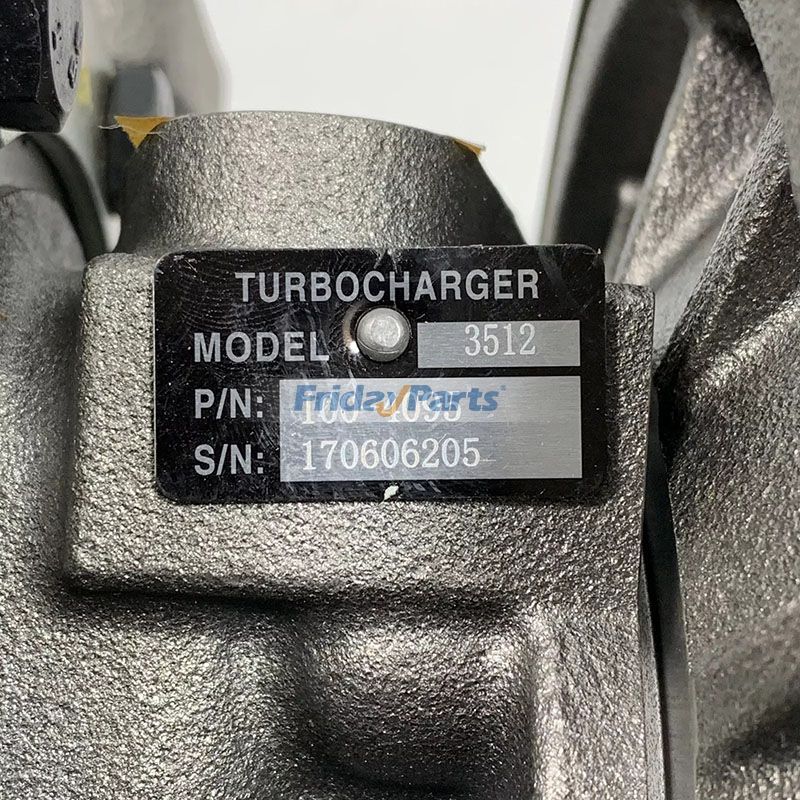 TURBOCHARGER
MODEL 3512
P/N:
FridayParts
S/N: 170606205